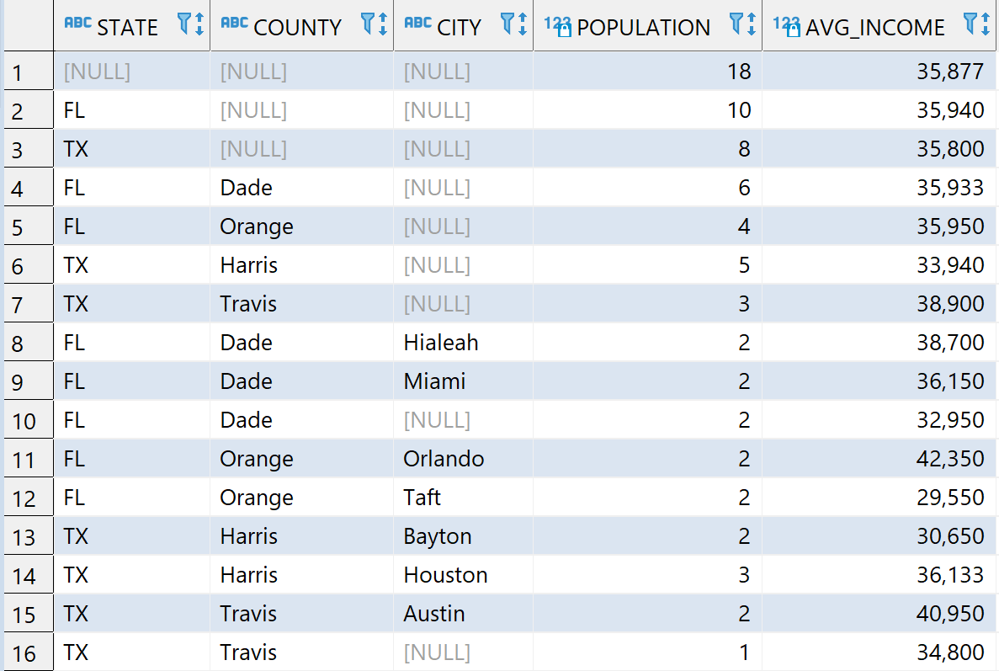 ABC STATE ABC COUNTY ABC CITY 123 POPULATION 123 AVG_INCOME
1 [NULL] [NULL] [NULL] 18 35,877
2 FL [NULL] [NULL] 10 35,940
3 TX [NULL] [NULL] 8 35,800
4 FL Dade [NULL] 6 35,933
5 FL Orange [NULL] 4 35,950
6 TX Harris [NULL] 5 33,940
7 TX Travis [NULL] 3 38,900
8 FL Dade Hialeah 2 38,700
9 FL Dade Miami 2 36,150
10 FL Dade [NULL] 2 32,950
11 FL Orange Orlando 2 42,350
12 FL Orange Taft 2 29,550
13 TX Harris Bayton 2 30,650
14 TX Harris Houston 3 36,133
15 TX Travis Austin 2 40,950
16 TX Travis [NULL] 1 34,800